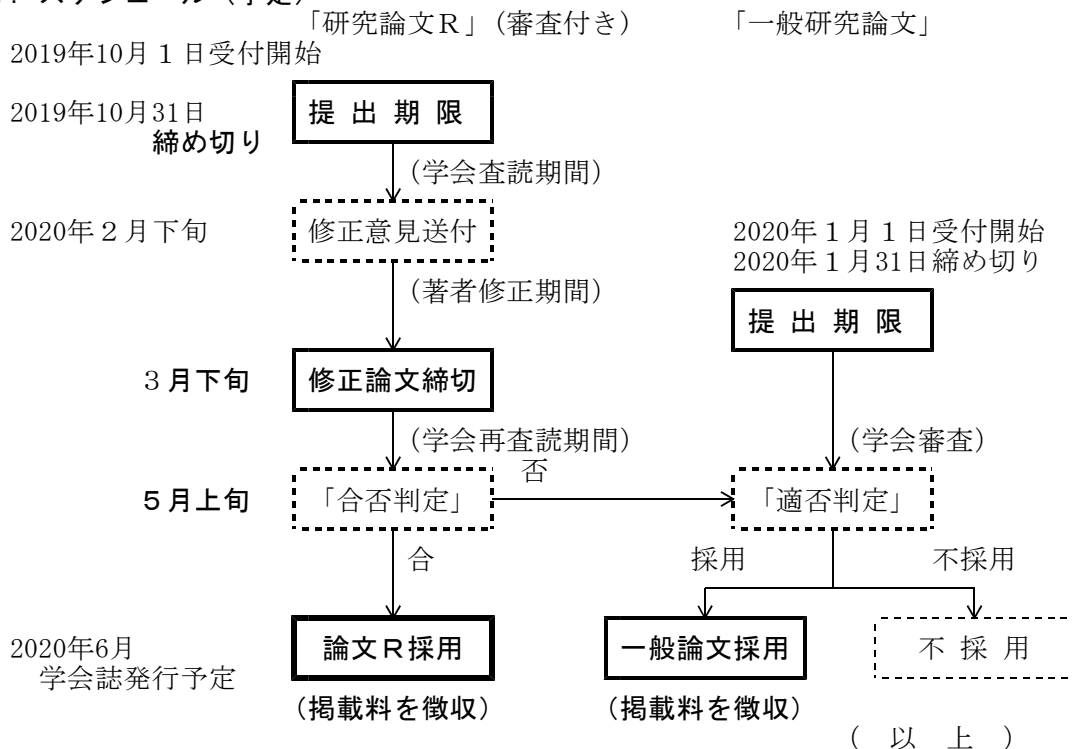 スケジュール（予定）
「研究論文Ｒ」（審査付き）
「一般研究論文」
2019年10月１日受付開始
2019年10月31日
締め切り
提 出 期 限
（学会査読期間）
2020年２月下旬
修正意見送付
2020年１月１日受付開始
2020年１月31日締め切り
（著者修正期間）
提 出 期 限
３月下旬
修正論文締切
（学会再査読期間）
（学会審査）
否
５月上旬
「合否判定」
「適否判定」
合
採用
不採用
2020年6月
学会誌発行予定
論文Ｒ採用
一般論文採用
不 採 用
（掲載料を徴収）
（掲載料を徴収）
（ 以 上 ）